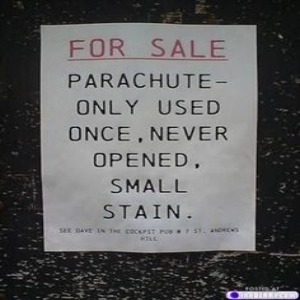 FOR SALE
PARACHUTE-
ONLY USED
ONCE, NEVER
OPENED,
SMALL
STAIN.
SEE DAVE IN THE COCKPIT PUB # 7 ST. ANDREWS
HILL
POSTED AT